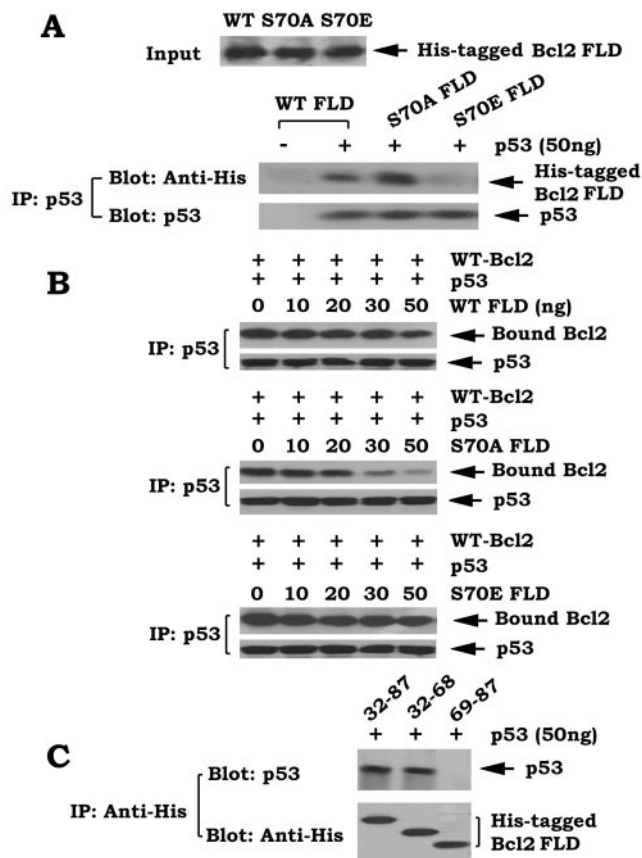 A
WT S70A S70E
Input
His-tagged Bcl2 FLD
WT FLD
S70A FLD
S70E FLD
- + + + p53 (50ng)
IP: p53
Blot: Anti-His
His-tagged
Bcl2 FLD
Blot: p53
p53
B
+ + + + + WT-Bcl2
+ + + + + p53
0 10 20 30 50 WT FLD (ng)
IP: p53
Bound Bcl2
p53
+ + + + + WT-Bcl2
+ + + + + p53
0 10 20 30 50 S70A FLD
IP: p53
Bound Bcl2
p53
+ + + + + WT-Bcl2
+ + + + + p53
0 10 20 30 50 S70E FLD
IP: p53
Bound Bcl2
p53
C
32-87
32-68
69-87
+ + + p53 (50ng)
IP: Anti-His
Blot: p53
p53
Blot: Anti-His
His-tagged
Bcl2 FLD